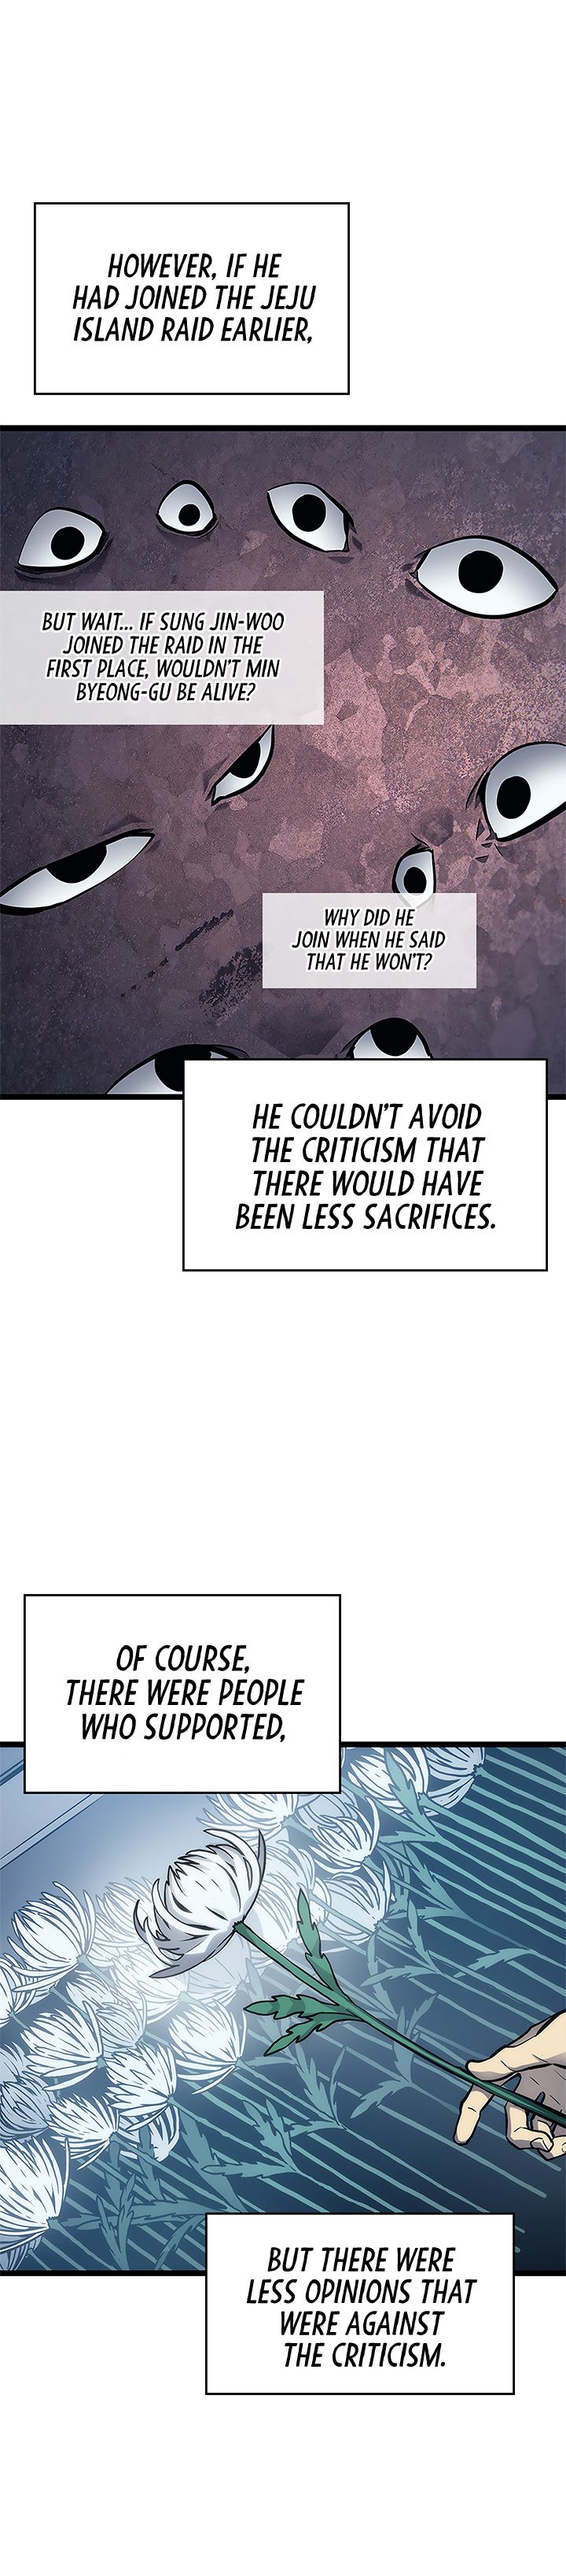 HOWEVER, IF HE
HAD JOINED THE JEJU
ISLAND RAID EARLIER,
BUT WAIT... IF SUNG JIN-WOO
JOINED THE RAID IN THE
FIRST PLACE, WOULDN'T MIN
BYEONG-GU BE ALIVE?
WHY DID HE
JOIN WHEN HE SAID
THAT HE WON'T?
HE COULDN'T AVOID
THE CRITICISM THAT
THERE WOULD HAVE
BEEN LESS SACRIFICES.
OF COURSE,
THERE WERE PEOPLE
WHO SUPPORTED,
BUT THERE WERE
LESS OPINIONS THAT
WERE AGAINST
THE CRITICISM.